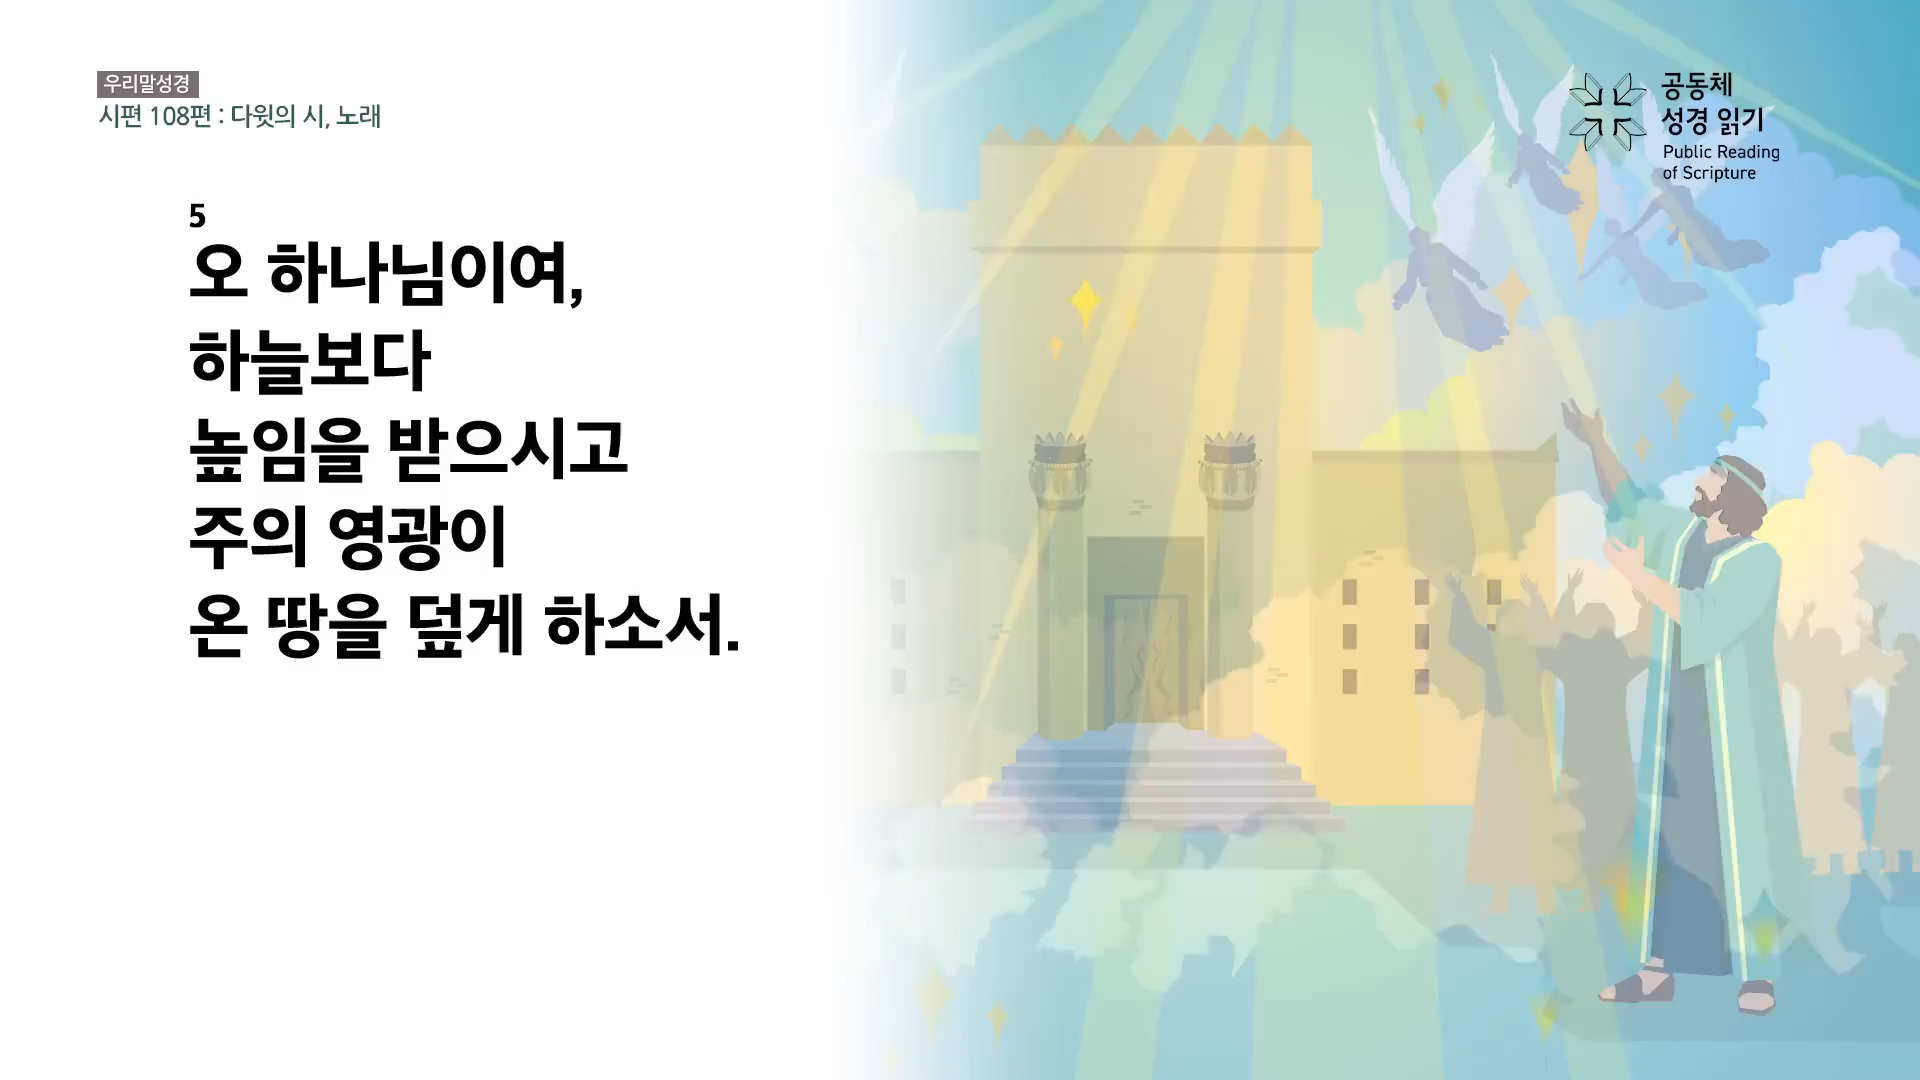 우리말성경
시편 108편 : 다윗의 시, 노래
5
오 하나님이여,
하늘보다
높임을 받으시고
주의 영광이
온 땅을 덮게 하소서.
공동체
성경 읽기
Public Reading
of Scripture